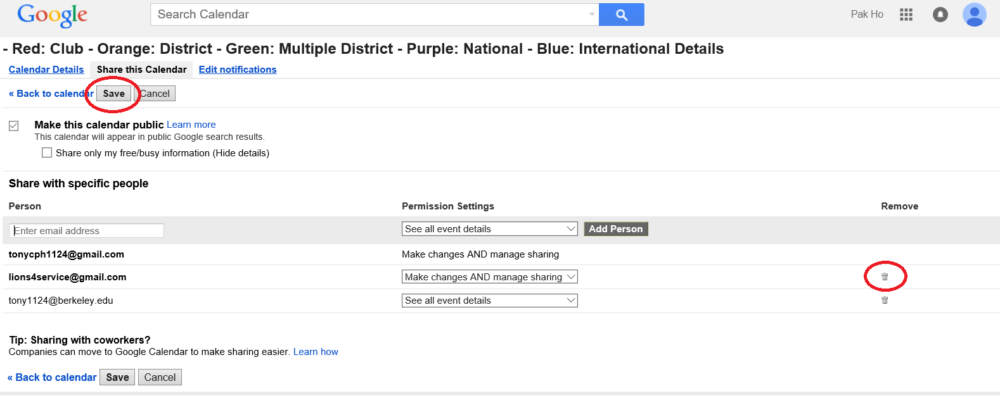 Google
Search Calendar
Pak Ho
- Red: Club - Orange: District - Green: Multiple District - Purple: National - Blue: International Details
Calendar Details Share this Calendar Edit notifications
« Back to calendar Save Cancel
Make this calendar public Learn more
This calendar will appear in public Google search results.
Share only my free/busy information (Hide details)
Share with specific people
Person Permission Settings Remove
Enter email address See all event details Add Person
tonycph1124@gmail.com Make changes AND manage sharing
lions4service@gmail.com Make changes AND manage sharing
tony1124@berkeley.edu See all event details
Tip: Sharing with coworkers?
Companies can move to Google Calendar to make sharing easier. Learn how
« Back to calendar Save Cancel